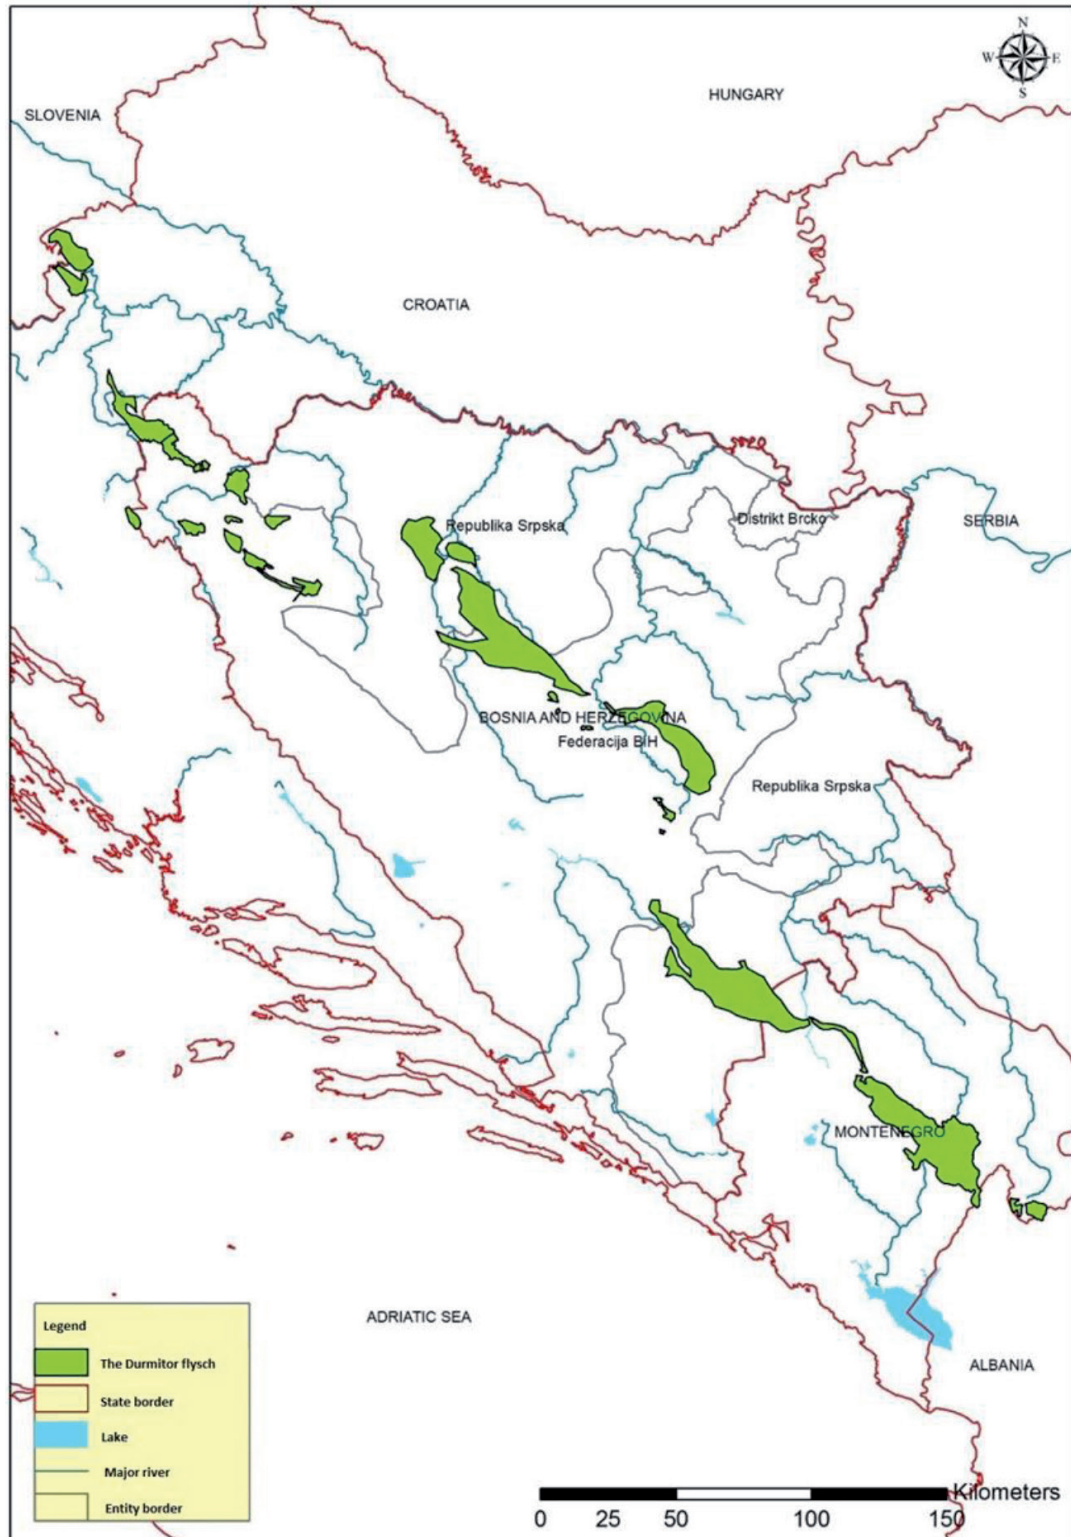 N
W E
S
HUNGARY
SLOVENIA
CROATIA
Republika Srpska
Distrikt Brcko
SERBIA
BOSNIA AND HERZEGOVINA
Federacija BIH
Republika Srpska
MONTENEGRO
ADRIATIC SEA
ALBANIA
Legend
The Durmitor flysch
State border
Lake
Major river
Entity border
Kilometers
0 25 50 100 150